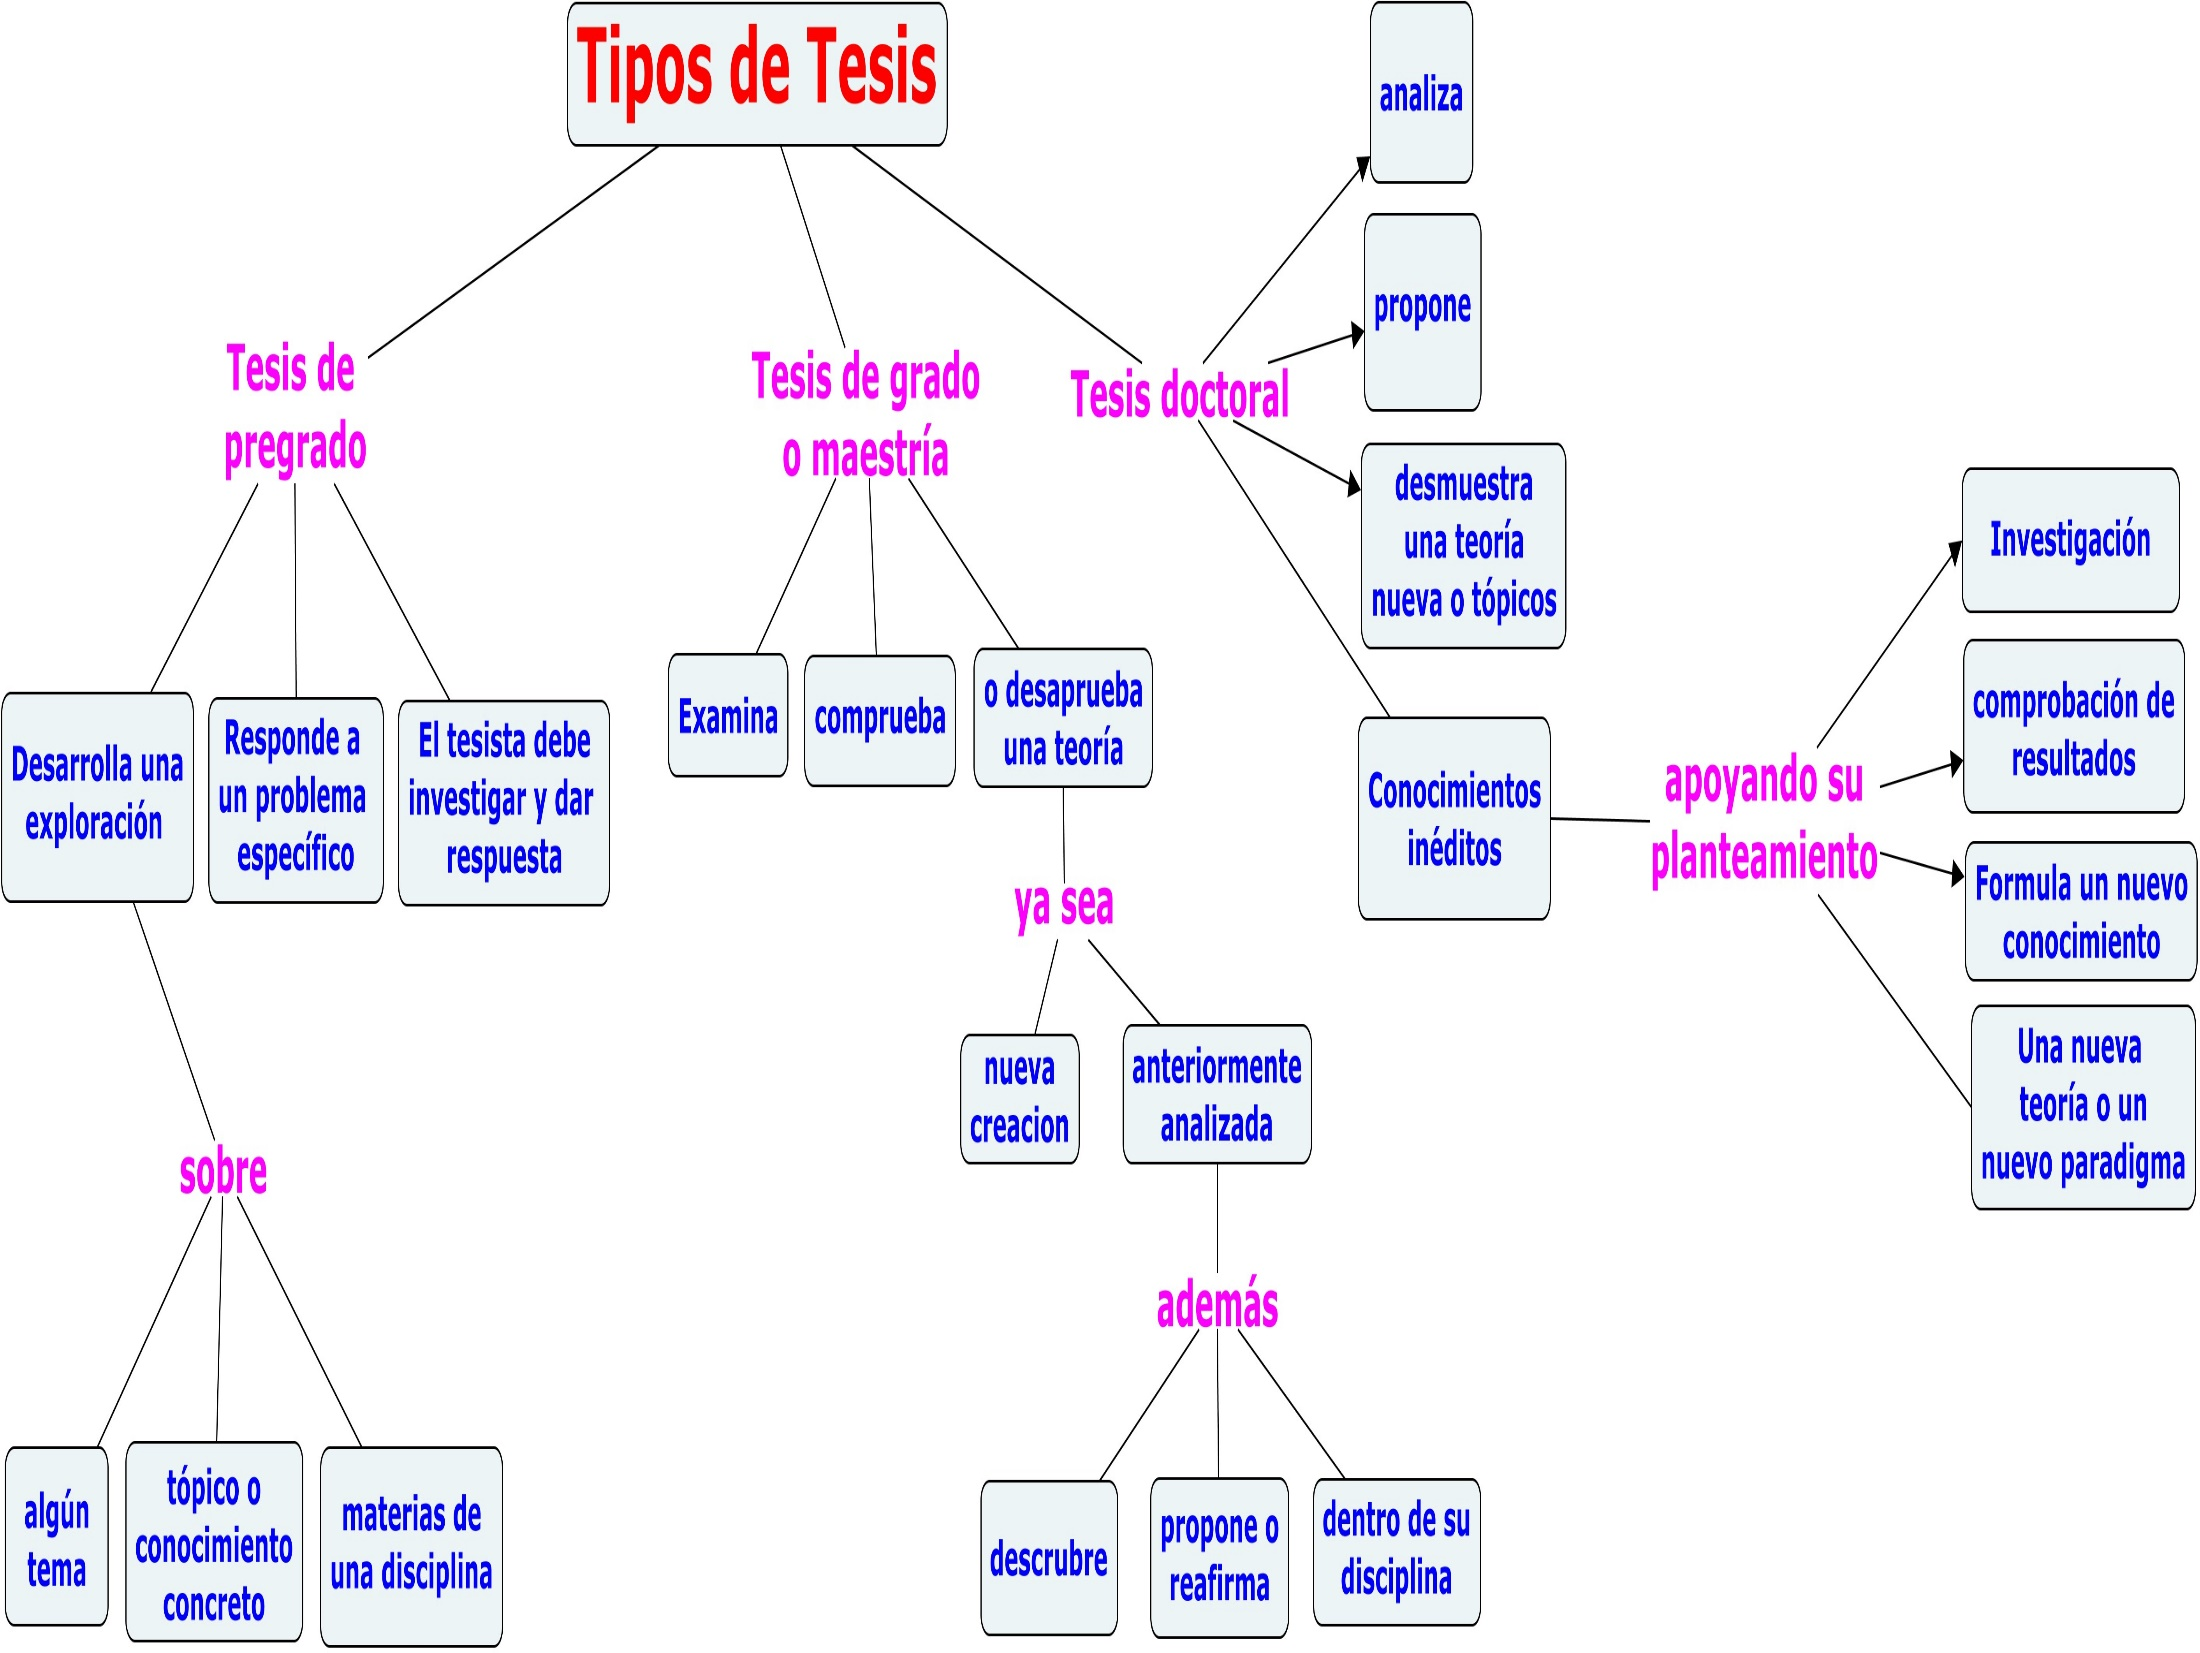 Tipos de Tesis
Tesis de
pregrado
Desarrolla una
exploración
Responde a
un problema
específico
El tesista debe
investigar y dar
respuesta
sobre
algún
tema
tópico o
conocimiento
concreto
materias de
una disciplina
Tesis de grado
o maestría
Examina
comprueba
o desaprueba
una teoría
ya sea
nueva
creacion
anteriormente
analizada
además
descrubre
propone o
reafirma
dentro de su
disciplina
Tesis doctoral
analiza
propone
desmuestra
una teoría
nueva o tópicos
Conocimientos
inéditos
apoyando su
planteamiento
Investigación
comprobación de
resultados
Formula un nuevo
conocimiento
Una nueva
teoría o un
nuevo paradigma